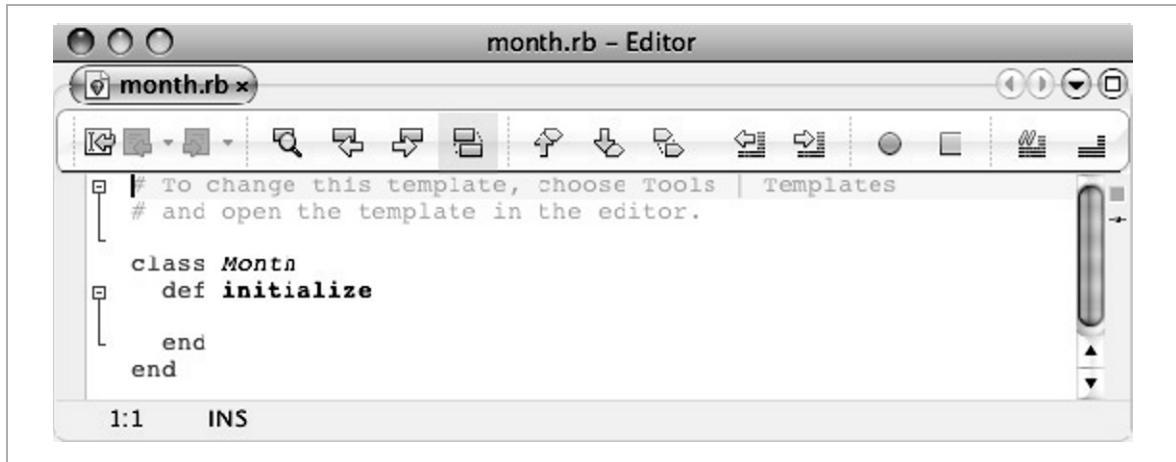 month.rb – Editor
month.rb ×
# To change this template, choose Tools | Templates
# and open the template in the editor.
class Month
def initialize
end
end
1:1 INS